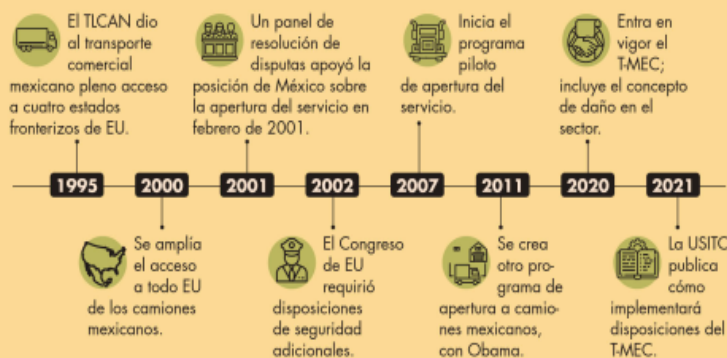 El TLCAN dio
al transporte
comercial
mexicano pleno acceso
a cuatro estados
fronterizos de EU.
Un panel de
resolución de
disputas apoyó la
posición de México sobre
la apertura del servicio en
febrero de 2001.
Inicia el
programa
piloto
de apertura del
servicio.
Entra en
vigor el
T-MEC;
incluye el concepto
de daño en el
sector.
1995
2000
2001
2002
2007
2011
2020
2021
Se amplía
el acceso
a todo EU
de los camiones
mexicanos.
El Congreso
de EU
requirió
disposiciones
de seguridad
adicionales.
Se crea
otro pro-
grama de
apertura a camio-
nes mexicanos,
con Obama.
La USITC
publica
cómo
implementará
disposiciones del
T-MEC.